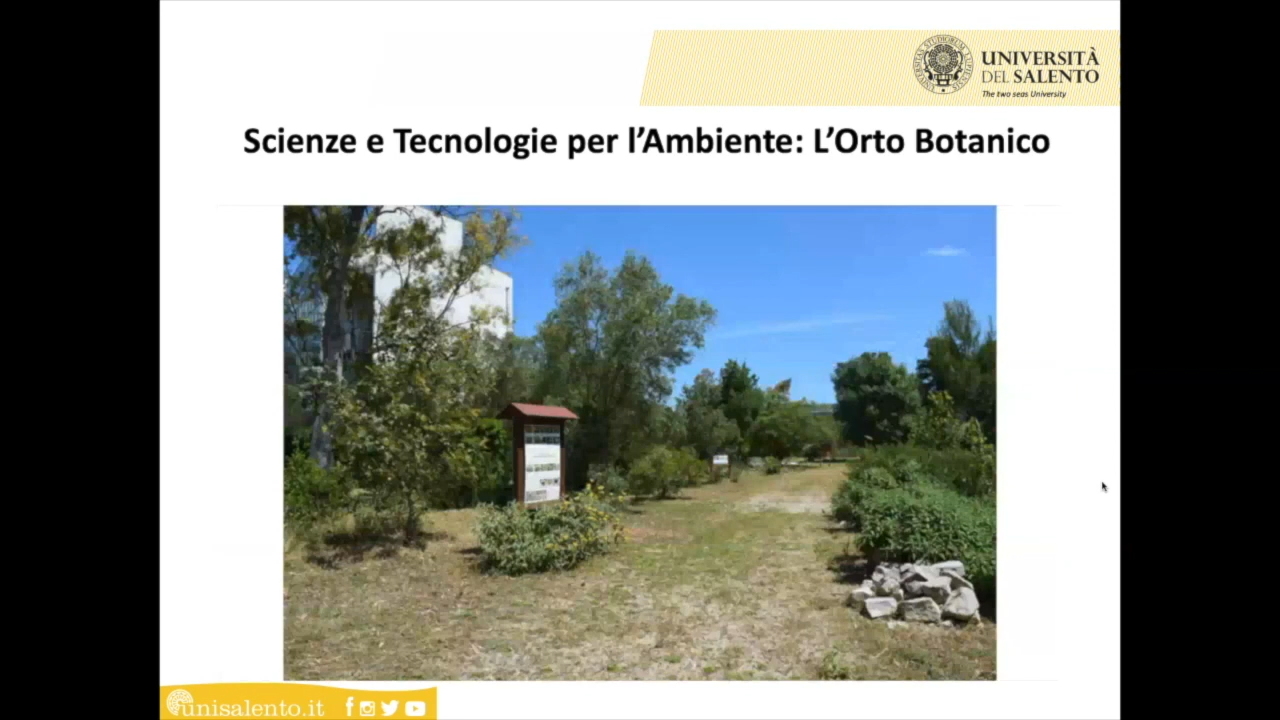 UNIVERSITÀ
DEL SALENTO
The two seas University
Scienze e Tecnologie per l'Ambiente: L'Orto Botanico
unisalento.it